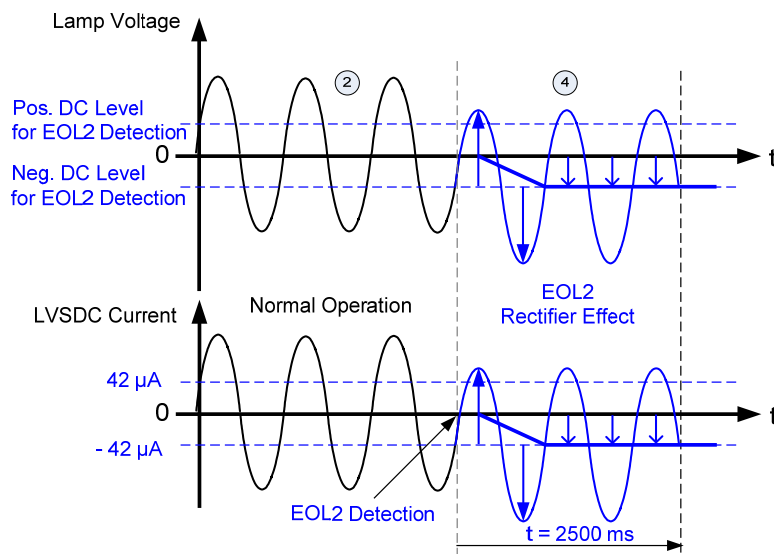 Lamp Voltage
2
4
Pos. DC Level
for EOL2 Detection
0
t
Neg. DC Level
for EOL2 Detection
Normal Operation
EOL2
Rectifier Effect
LVSDC Current
42 µA
0
t
- 42 µA
EOL2 Detection
t = 2500 ms